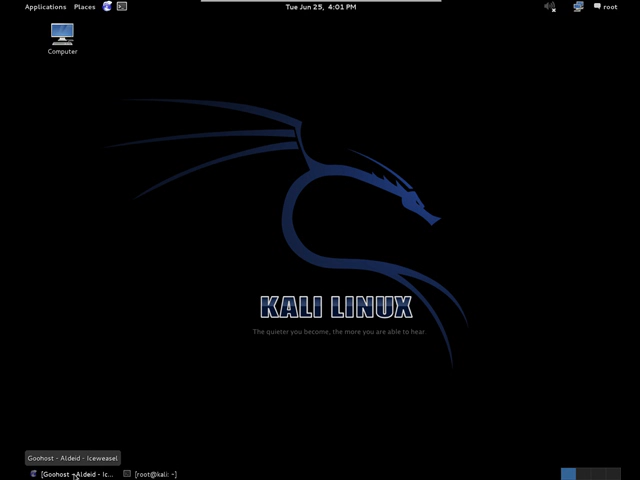 Applications Places Tue Jun 25, 4:01 PM root
Computer
KALI LINUX
The quieter you become, the more you are able to hear.
Goohost - Aldeid - Iceweasel
[Goohost - Aldeid - Ic... [root@kali: ~]